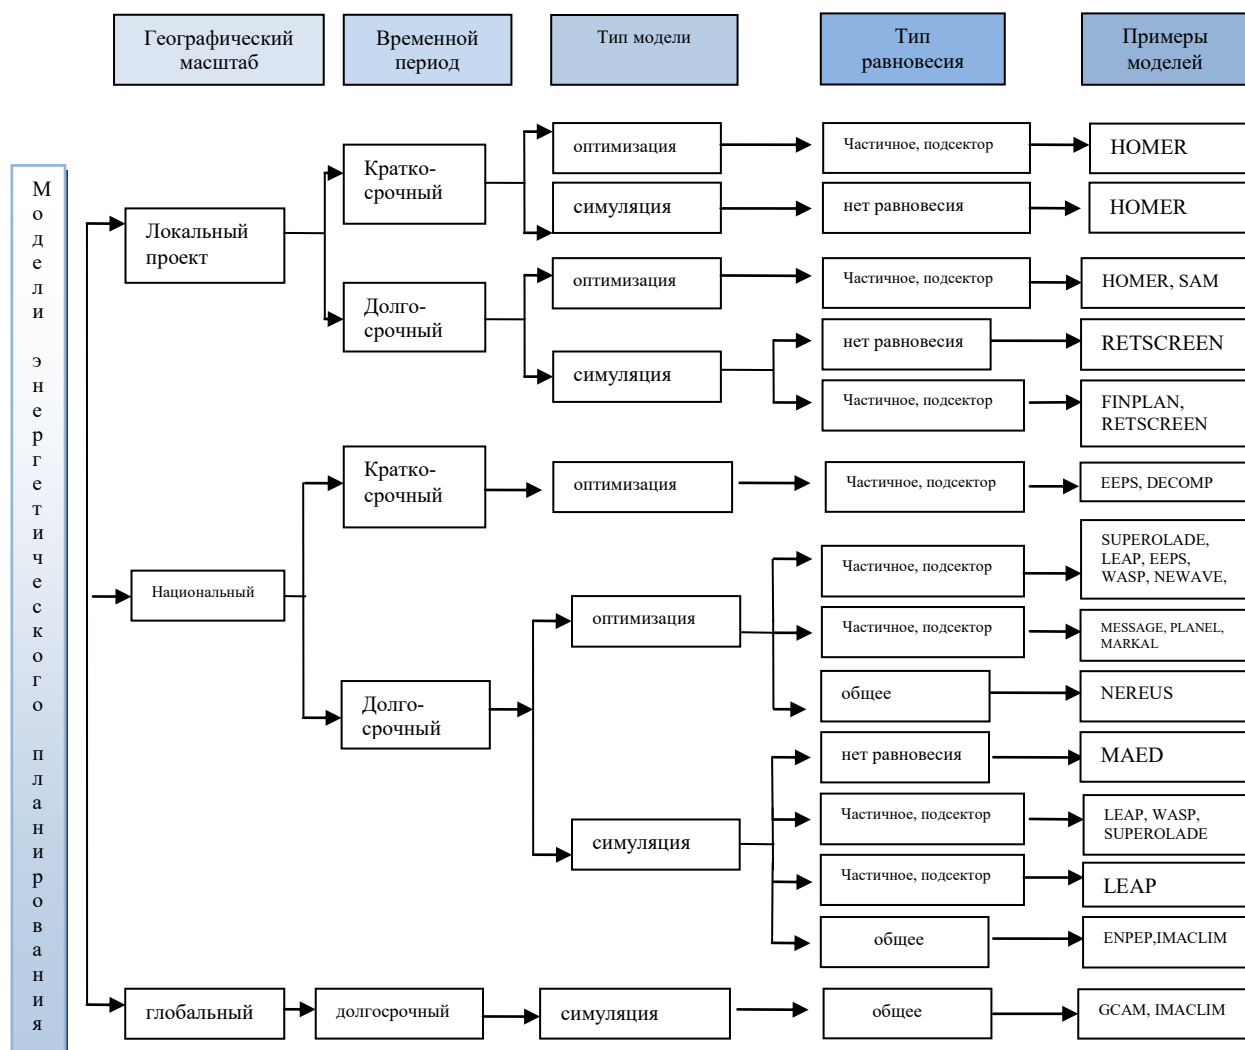 Географический
масштаб
Временной
период
Тип модели
Тип
равновесия
Примеры
моделей
Модели энергетического планирования
Локальный
проект
Кратко-
срочный
оптимизация
Частичное, подсектор
HOMER
симуляция
нет равновесия
HOMER
Долго-
срочный
оптимизация
Частичное, подсектор
HOMER, SAM
симуляция
нет равновесия
RETSCREEN
Частичное, подсектор
FINPLAN,
RETSCREEN
Национальный
Кратко-
срочный
оптимизация
Частичное, подсектор
EEPS, DECOMP
Долго-
срочный
оптимизация
Частичное, подсектор
SUPEROLADE,
LEAP, EEPS,
WASP, NEWAVE,
Частичное, подсектор
MESSAGE, PLANEL,
MARKAL
общее
NEREUS
симуляция
нет равновесия
MAED
Частичное, подсектор
LEAP, WASP,
SUPEROLADE
Частичное, подсектор
LEAP
общее
ENPEP,IMACLIM
глобальный
долгосрочный
симуляция
общее
GCAM, IMACLIM